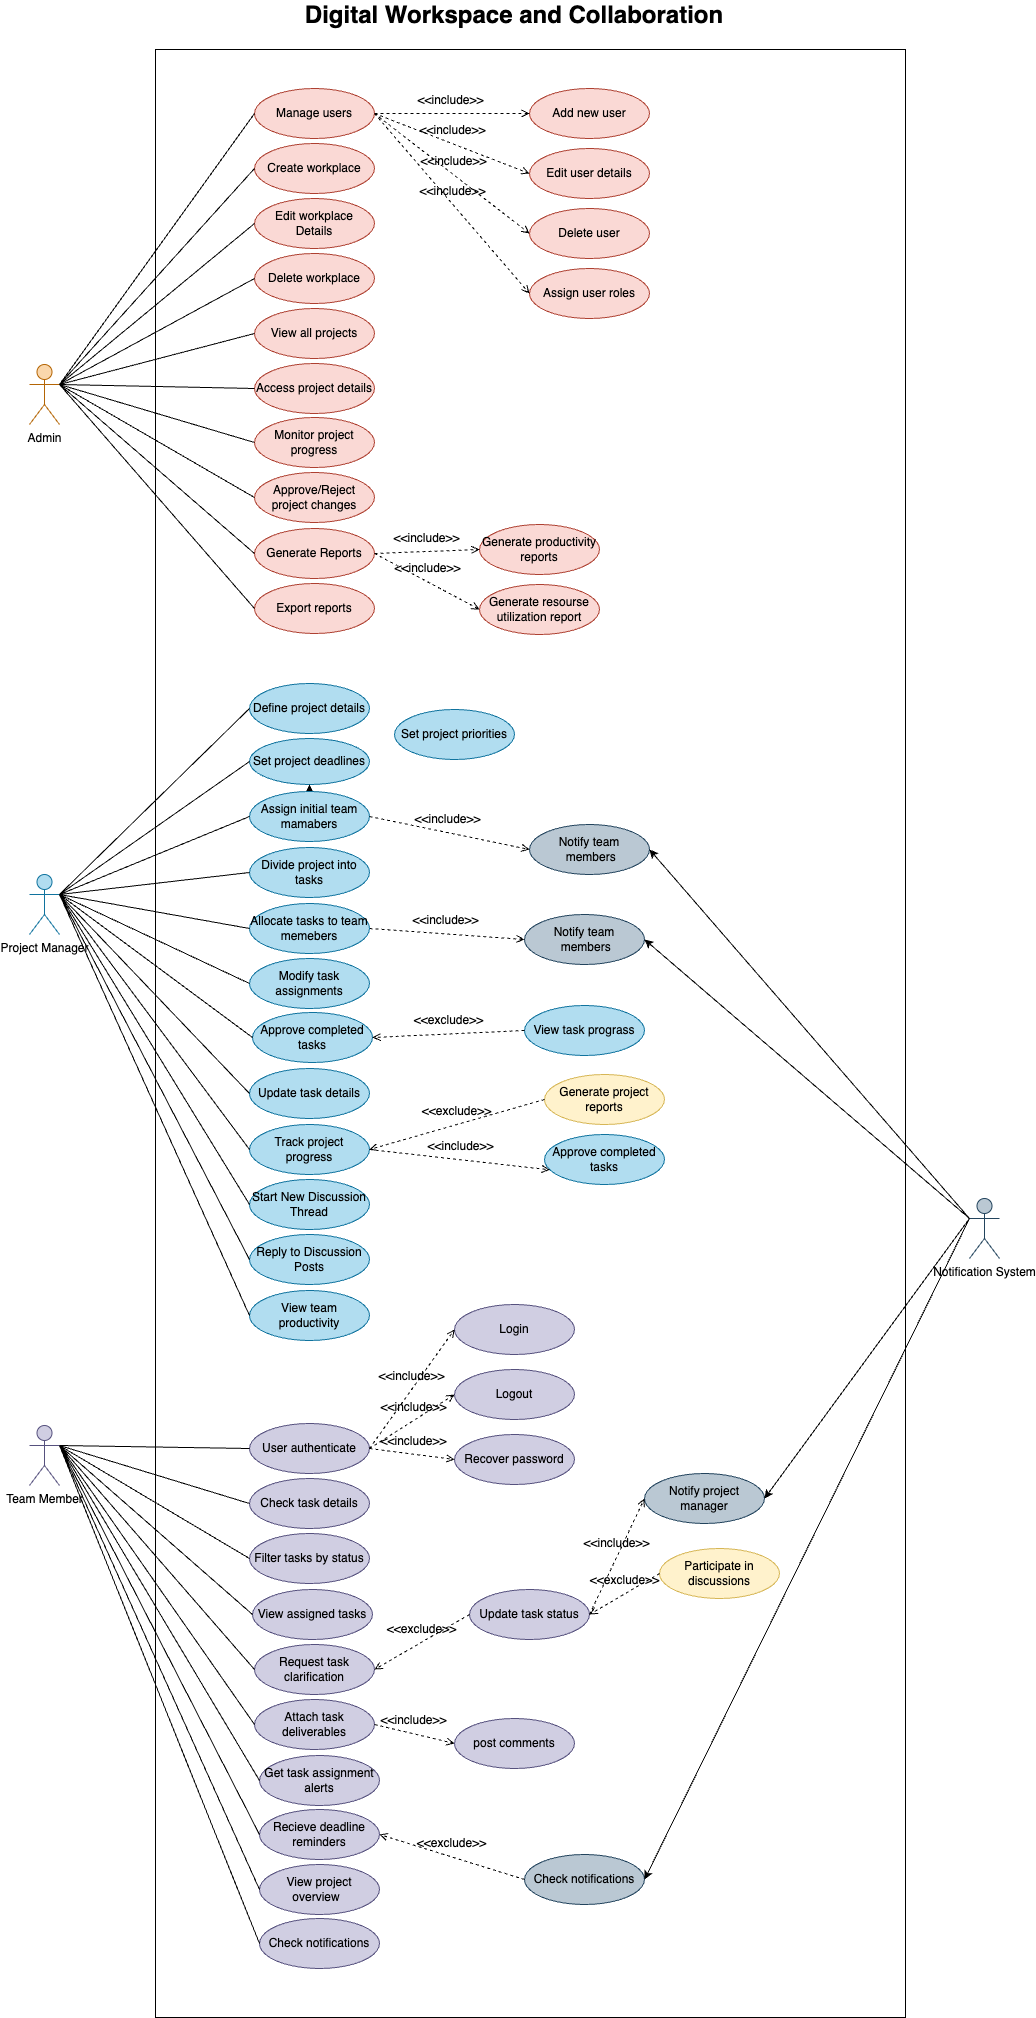 Digital Workspace and Collaboration
Manage users
<<include>>
Add new user
<<include>>
Edit user details
<<include>>
Delete user
<<include>>
Assign user roles
Create workplace
Edit workplace
Details
Delete workplace
View all projects
Access project details
Admin
Monitor project
progress
Approve/Reject
project changes
Generate Reports
<<include>>
Generate productivity
reports
<<include>>
Generate resourse
utilization report
Export reports
Define project details
Set project priorities
Set project deadlines
Assign initial team
mamabers
<<include>>
Notify team
members
Divide project into
tasks
Allocate tasks to team
memebers
<<include>>
Notify team
members
Project Manager
Modify task
assignments
Approve completed
tasks
<<exclude>>
View task prograss
Update task details
Generate project
reports
<<exclude>>
Track project
progress
<<include>>
Approve completed
tasks
Start New Discussion
Thread
Reply to Discussion
Posts
Notification System
View team
productivity
Login
<<include>>
Logout
<<include>>
User authenticate
<<include>>
Recover password
Team Member
Check task details
Notify project
manager
<<include>>
Filter tasks by status
Participate in
discussions
<<exclude>>
View assigned tasks
Update task status
<<exclude>>
Request task
clarification
Attach task
deliverables
<<include>>
post comments
Get task assignment
alerts
Recieve deadline
reminders
<<exclude>>
Check notifications
View project
overview
Check notifications